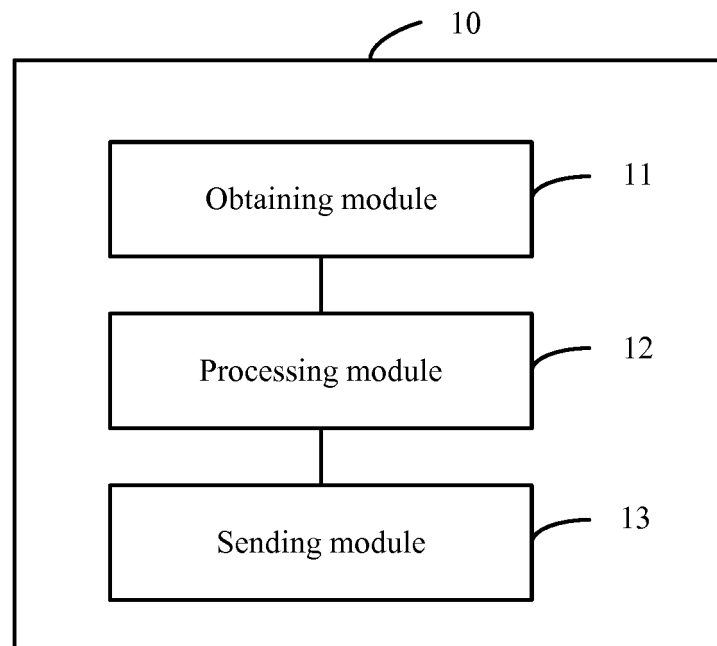 10
Obtaining module
11
Processing module
12
Sending module
13